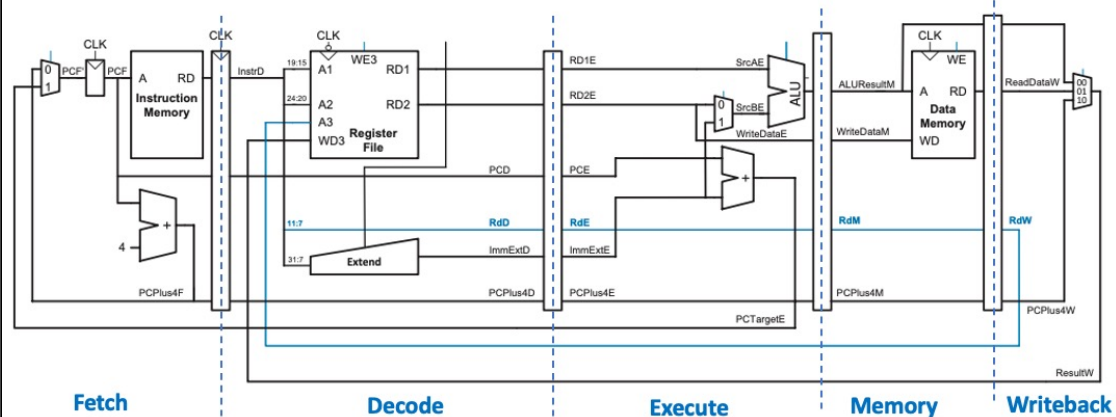 CLK
CLK
CLK
CLK
0
1
PCF'
PCF
A
RD
Instruction
Memory
InstrD
19:15
A1
WE3
RD1
24:20
A2
RD2
A3
WD3
Register
File
RD1E
RD2E
SrcAE
0
1
SrcBE
ALU
WriteDataE
ALUResultM
WriteDataM
WE
A
RD
Data
Memory
WD
ReadDataW
00
01
10
PCD
PCE
+
+
4
11:7
RdD
RdE
RdM
RdW
31:7
Extend
ImmExtD
ImmExtE
PCPlus4F
PCPlus4D
PCPlus4E
PCPlus4M
PCPlus4W
PCTargetE
ResultW
Fetch
Decode
Execute
Memory
Writeback